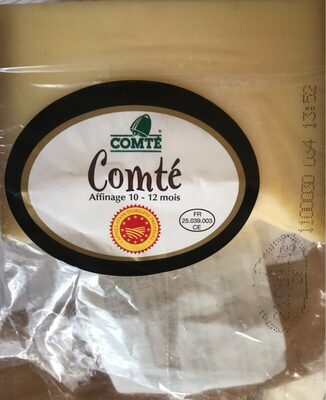 COMTÉ
Comté
Affinage 10 - 12 mois
FR
25.039.003
CE